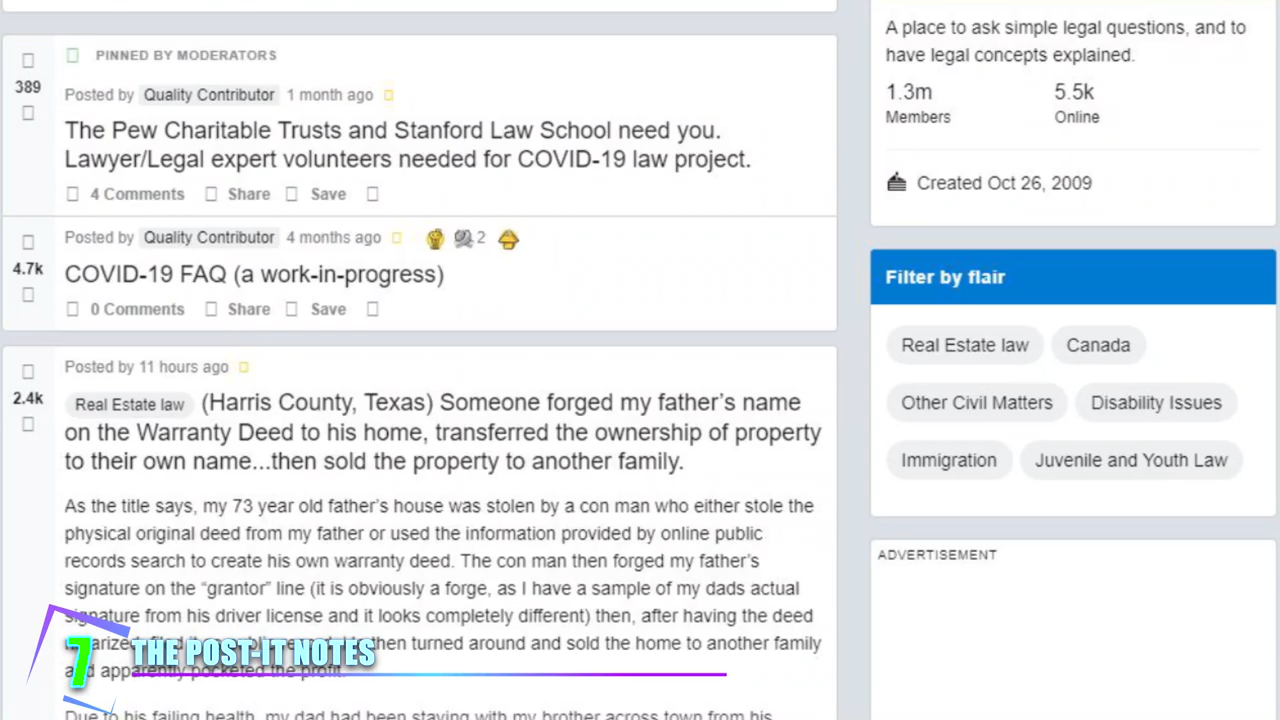 PINNED BY MODERATORS
389
Posted by Quality Contributor 1 month ago
The Pew Charitable Trusts and Stanford Law School need you.
Lawyer/Legal expert volunteers needed for COVID-19 law project.
4 Comments Share Save
Posted by Quality Contributor 4 months ago 2
4.7k
COVID-19 FAQ (a work-in-progress)
0 Comments Share Save
Posted by 11 hours ago
2.4k
Real Estate law (Harris County, Texas) Someone forged my father's name
on the Warranty Deed to his home, transferred the ownership of property
to their own name...then sold the property to another family.
As the title says, my 73 year old father's house was stolen by a con man who either stole the
physical original deed from my father or used the information provided by online public
records search to create his own warranty deed. The con man then forged my father's
signature on the “grantor” line (it is obviously a forge, as I have a sample of my dads actual
signature from his driver license and it looks completely different) then, after having the deed
then turned around and sold the home to another family
and apparently pocketed the profit.
Due to his failing health, my dad had been staying with my brother across town from his
7 THE POST-IT NOTES
A place to ask simple legal questions, and to
have legal concepts explained.
1.3m 5.5k
Members Online
Created Oct 26, 2009
Filter by flair
Real Estate law Canada
Other Civil Matters Disability Issues
Immigration Juvenile and Youth Law
ADVERTISEMENT